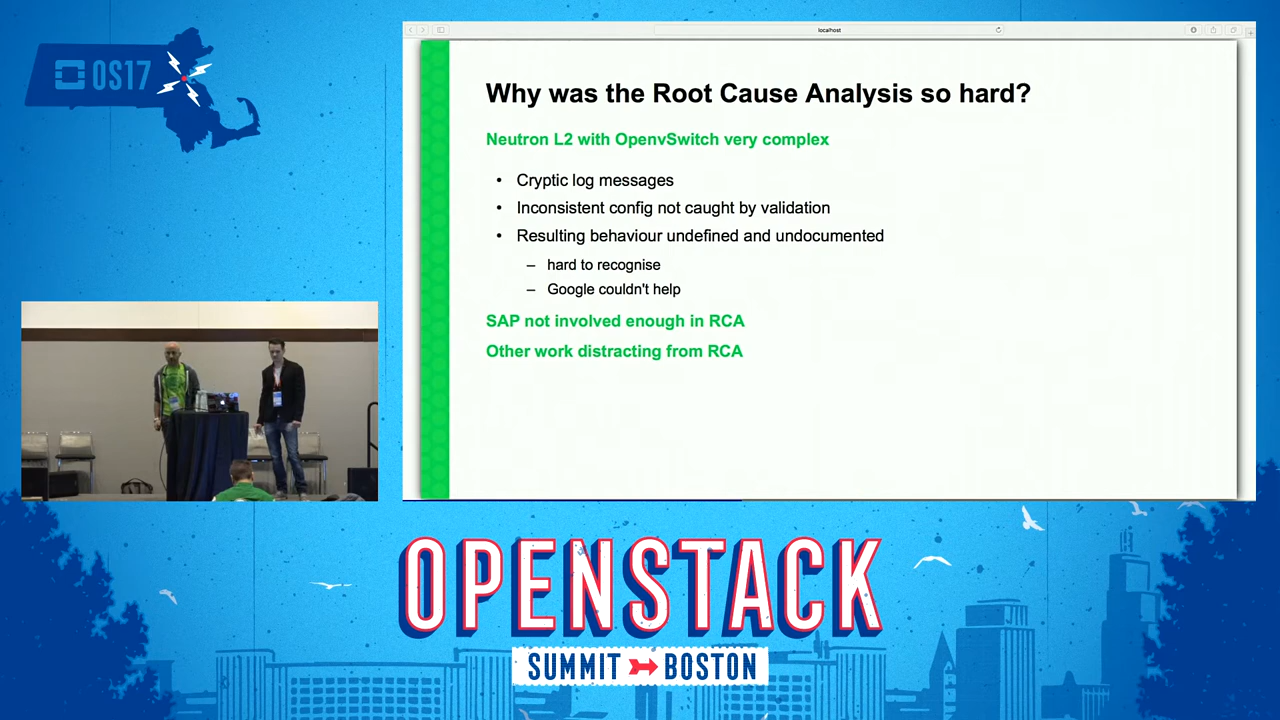 OS17
localhost
Why was the Root Cause Analysis so hard?
Neutron L2 with OpenvSwitch very complex
• Cryptic log messages
• Inconsistent config not caught by validation
• Resulting behaviour undefined and undocumented
– hard to recognise
– Google couldn't help
SAP not involved enough in RCA
Other work distracting from RCA
OPENSTACK
SUMMIT BOSTON